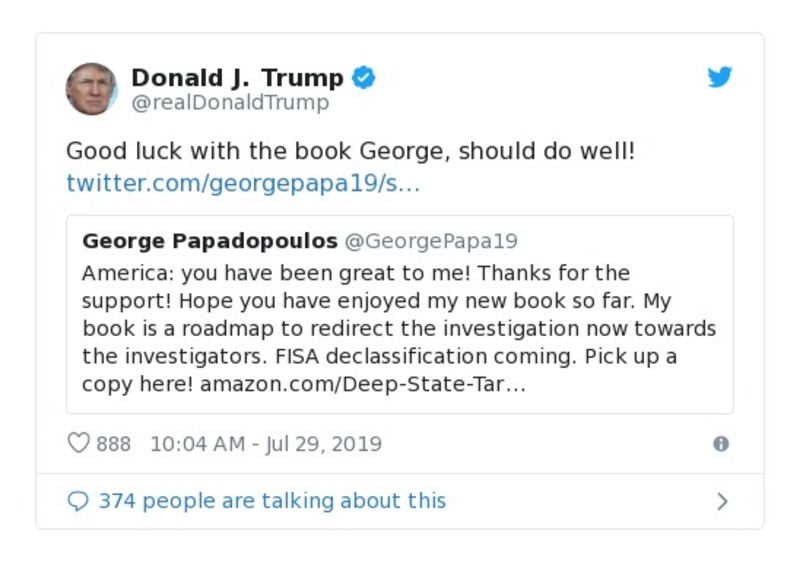 Donald J. Trump
@realDonaldTrump
Good luck with the book George, should do well!
twitter.com/georgepapa19/s…
George Papadopoulos @GeorgePapa19
America: you have been great to me! Thanks for the
support! Hope you have enjoyed my new book so far. My
book is a roadmap to redirect the investigation now towards
the investigators. FISA declassification coming. Pick up a
copy here! amazon.com/Deep-State-Tar…
888 10:04 AM - Jul 29, 2019
374 people are talking about this